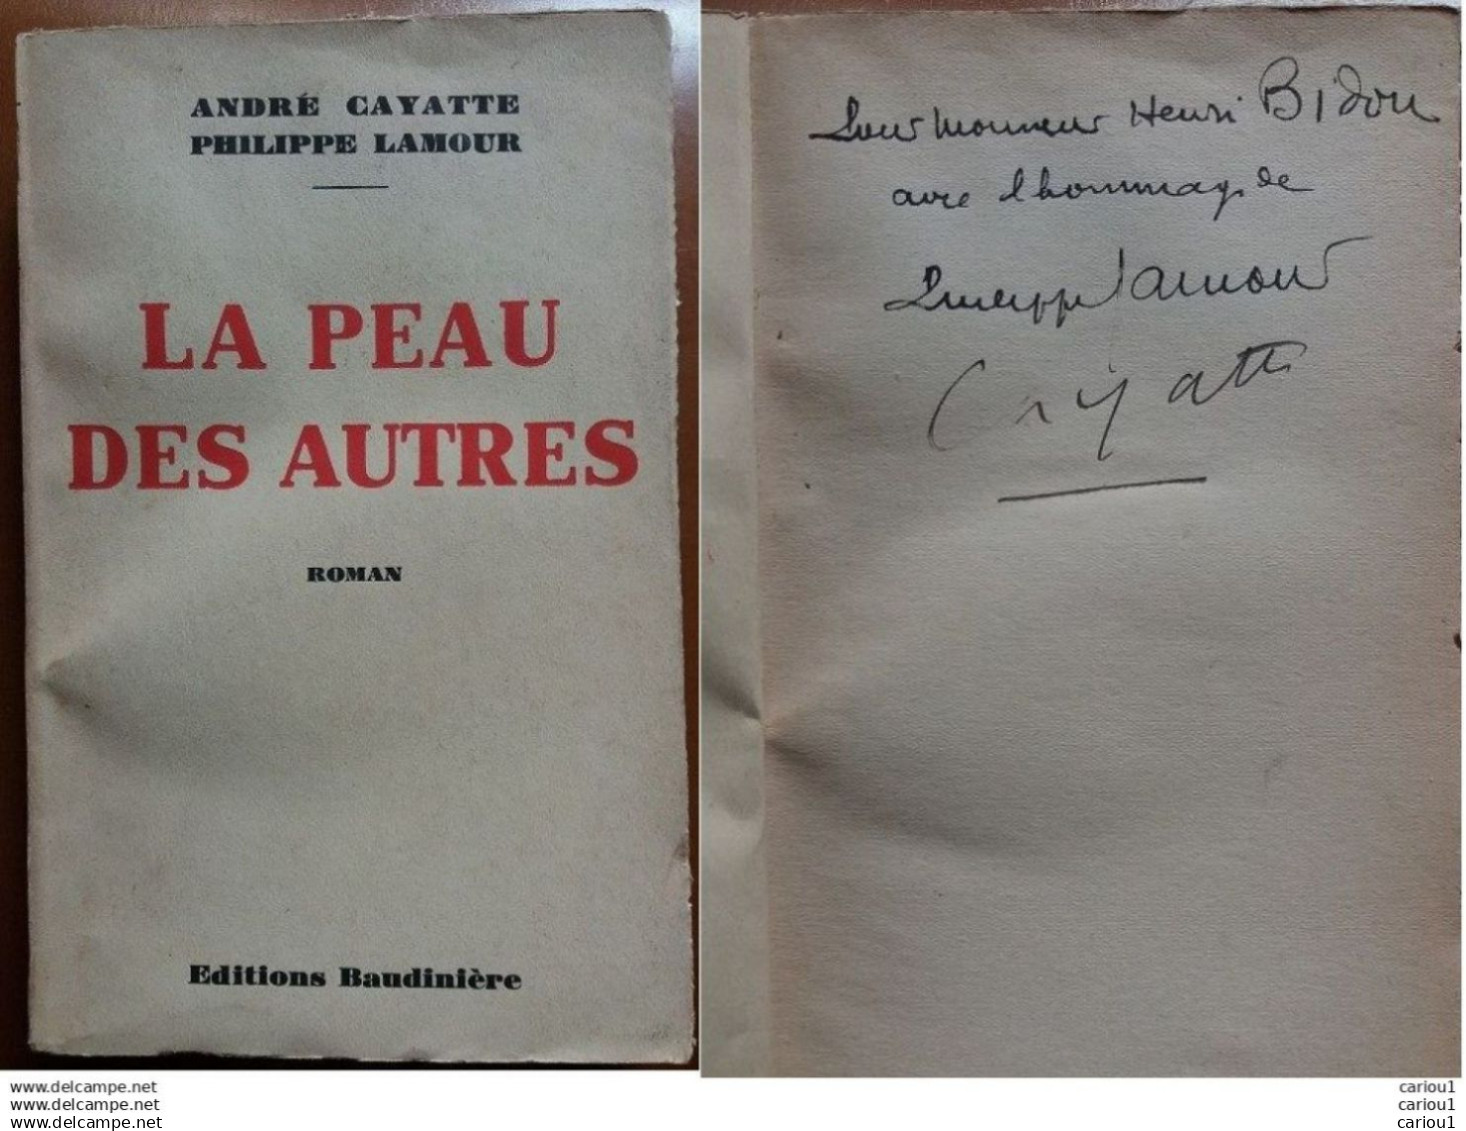 ANDRÉ CAYATTE
PHILIPPE LAMOUR
LA PEAU
DES AUTRES
ROMAN
Editions Baudinière
Pour Monsieur Henri Bidou
avec l'hommage de
Philippe Lamour
Cayatte
www.delcampe.net
www.delcampe.net
www.delcampe.net
cariou1
cariou1
cariou1